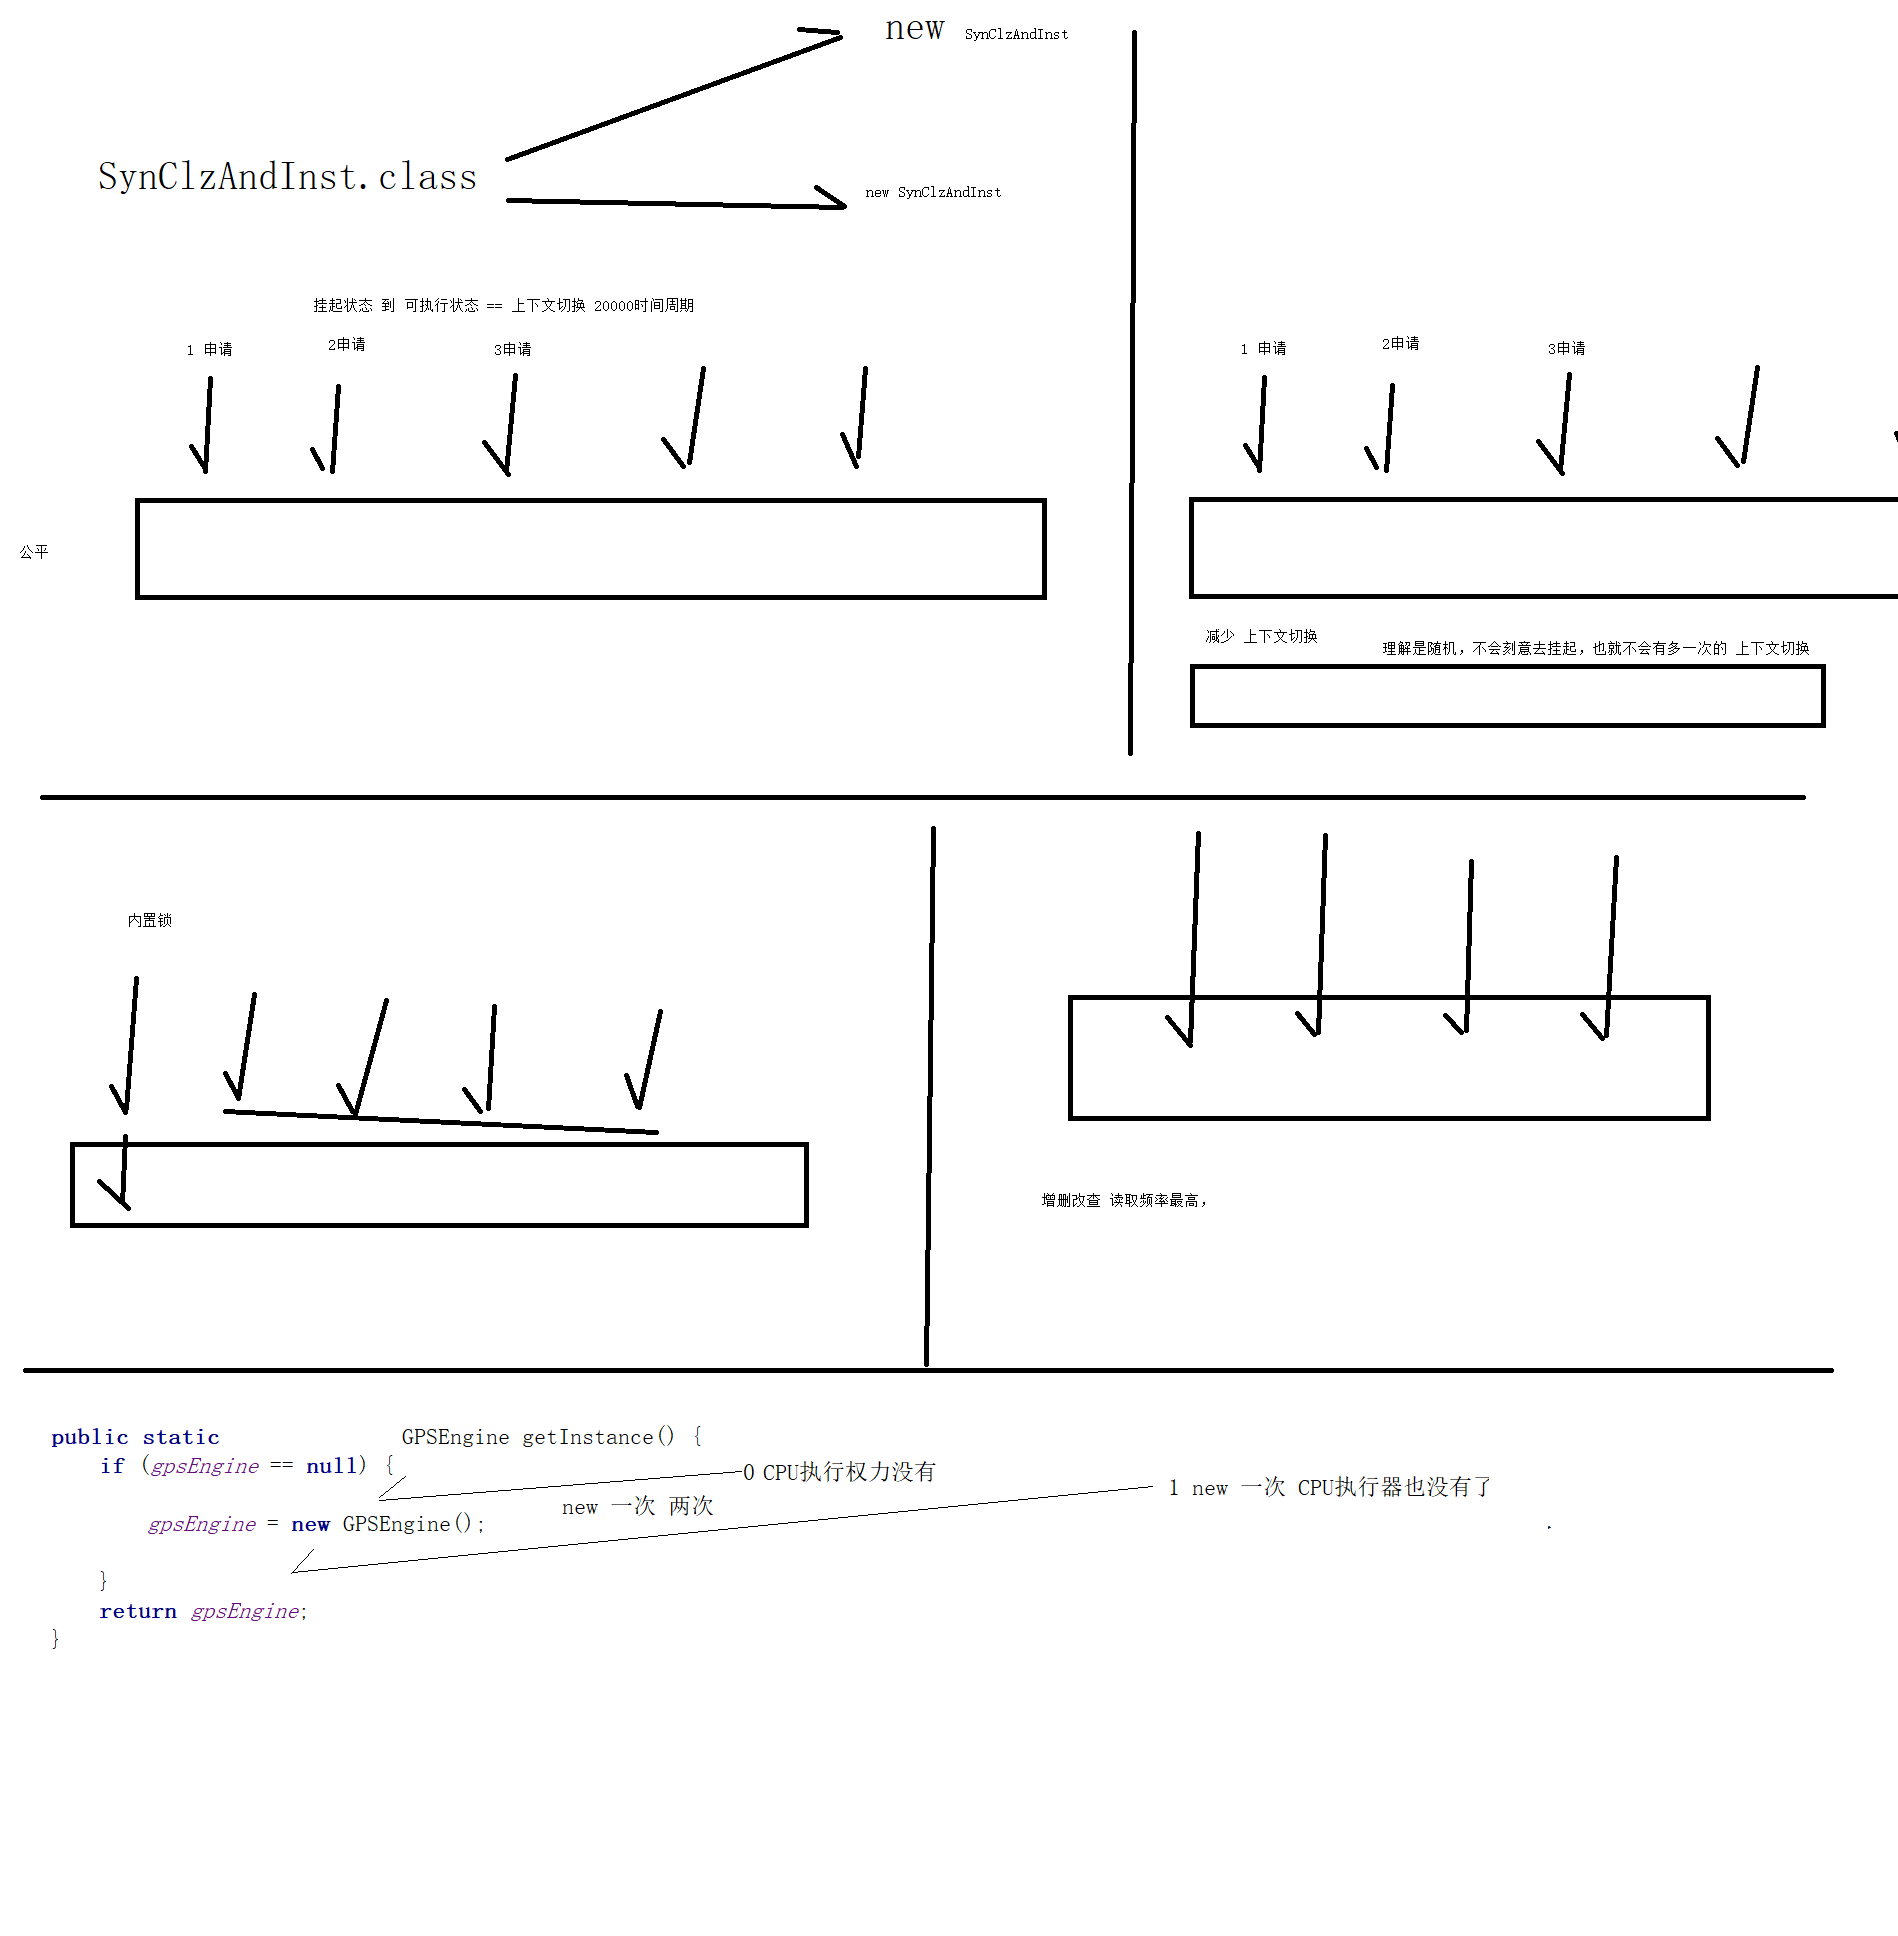 new SynClzAndInst
SynClzAndInst.class
new SynClzAndInst
挂起状态 到 可执行状态 == 上下文切换 20000时间周期
1 申请 2申请 3申请
1 申请 2申请 3申请
公平
减少 上下文切换
理解是随机，不会刻意去挂起，也就不会有多一次的 上下文切换
内置锁
增删改查 读取频率最高，
public static GPSEngine getInstance() {
if (gpsEngine == null) {
0 CPU执行权力没有
1 new 一次 CPU执行器也没有了
new 一次 两次
gpsEngine = new GPSEngine();
}
return gpsEngine;
}